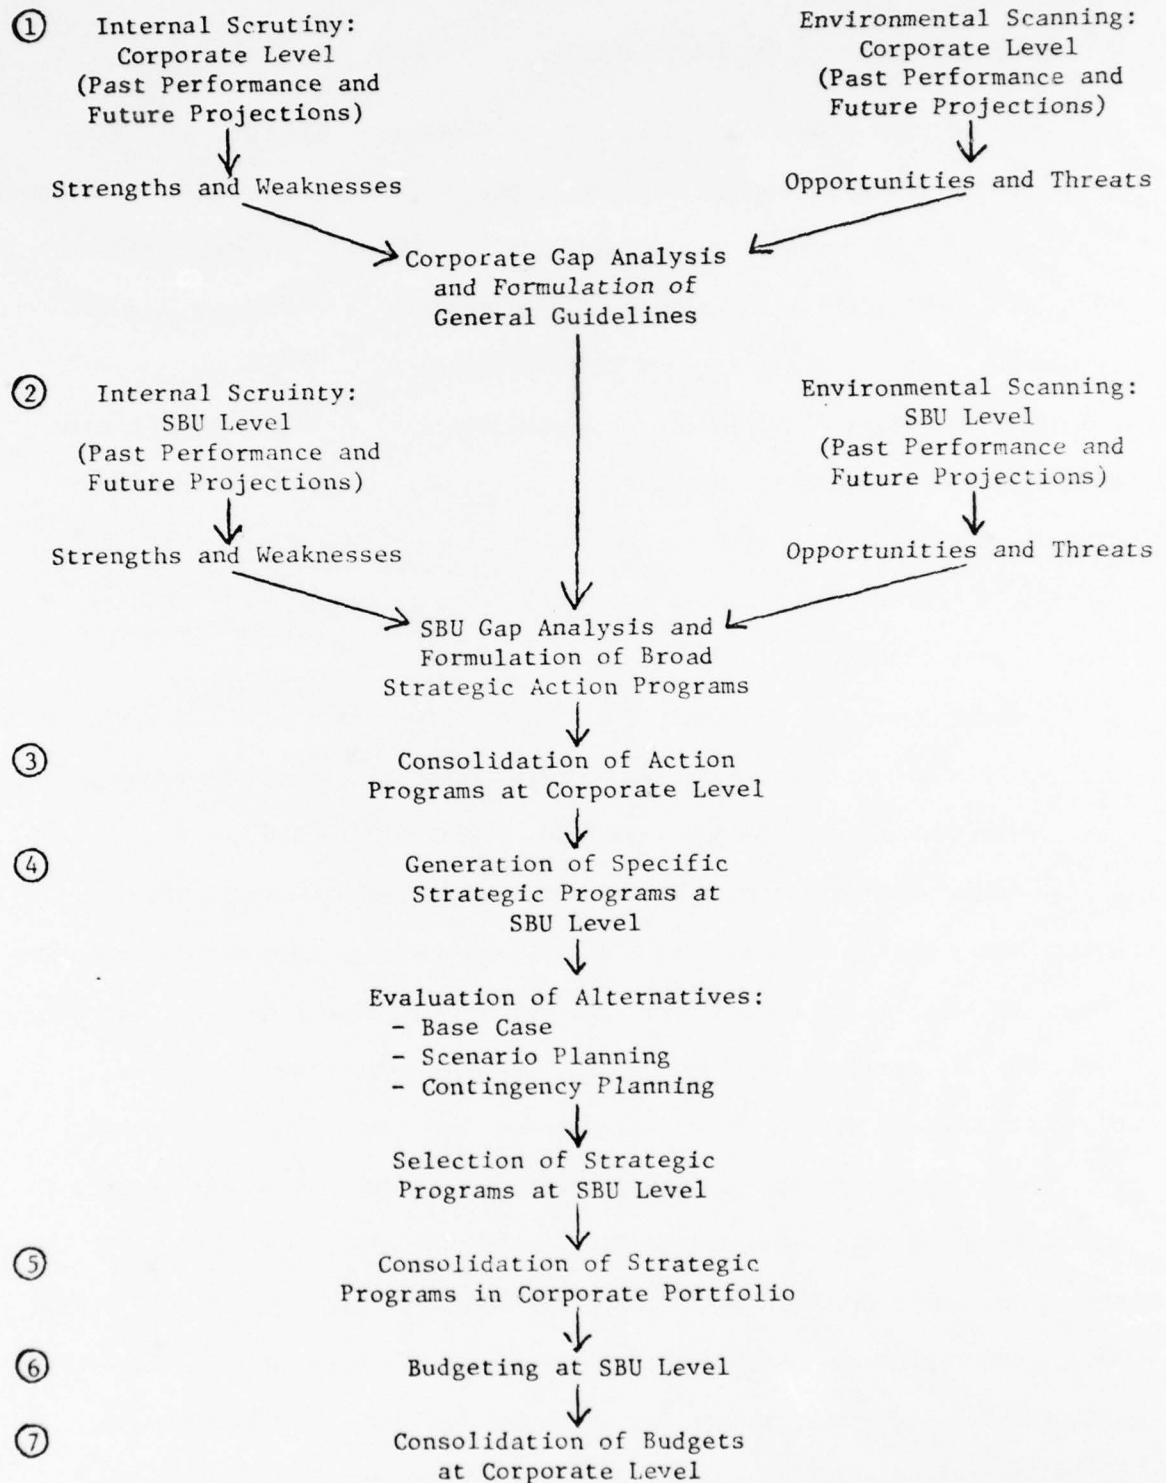 ①
Internal Scrutiny:
Corporate Level
(Past Performance and
Future Projections)
Environmental Scanning:
Corporate Level
(Past Performance and
Future Projections)
Strengths and Weaknesses
Opportunities and Threats
Corporate Gap Analysis
and Formulation of
General Guidelines
②
Internal Scruinty:
SBU Level
(Past Performance and
Future Projections)
Environmental Scanning:
SBU Level
(Past Performance and
Future Projections)
Strengths and Weaknesses
Opportunities and Threats
SBU Gap Analysis and
Formulation of Broad
Strategic Action Programs
③
Consolidation of Action
Programs at Corporate Level
④
Generation of Specific
Strategic Programs at
SBU Level
Evaluation of Alternatives:
- Base Case
- Scenario Planning
- Contingency Planning
Selection of Strategic
Programs at SBU Level
⑤
Consolidation of Strategic
Programs in Corporate Portfolio
⑥
Budgeting at SBU Level
⑦
Consolidation of Budgets
at Corporate Level